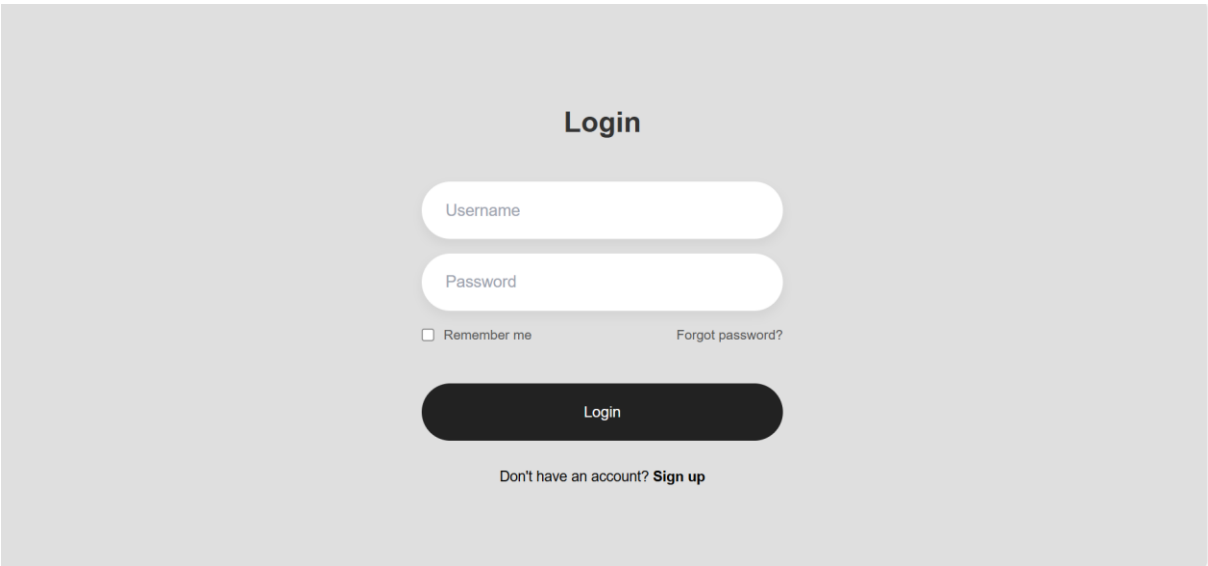 Login
Username
Password
Remember me Forgot password?
Login
Don't have an account? Sign up